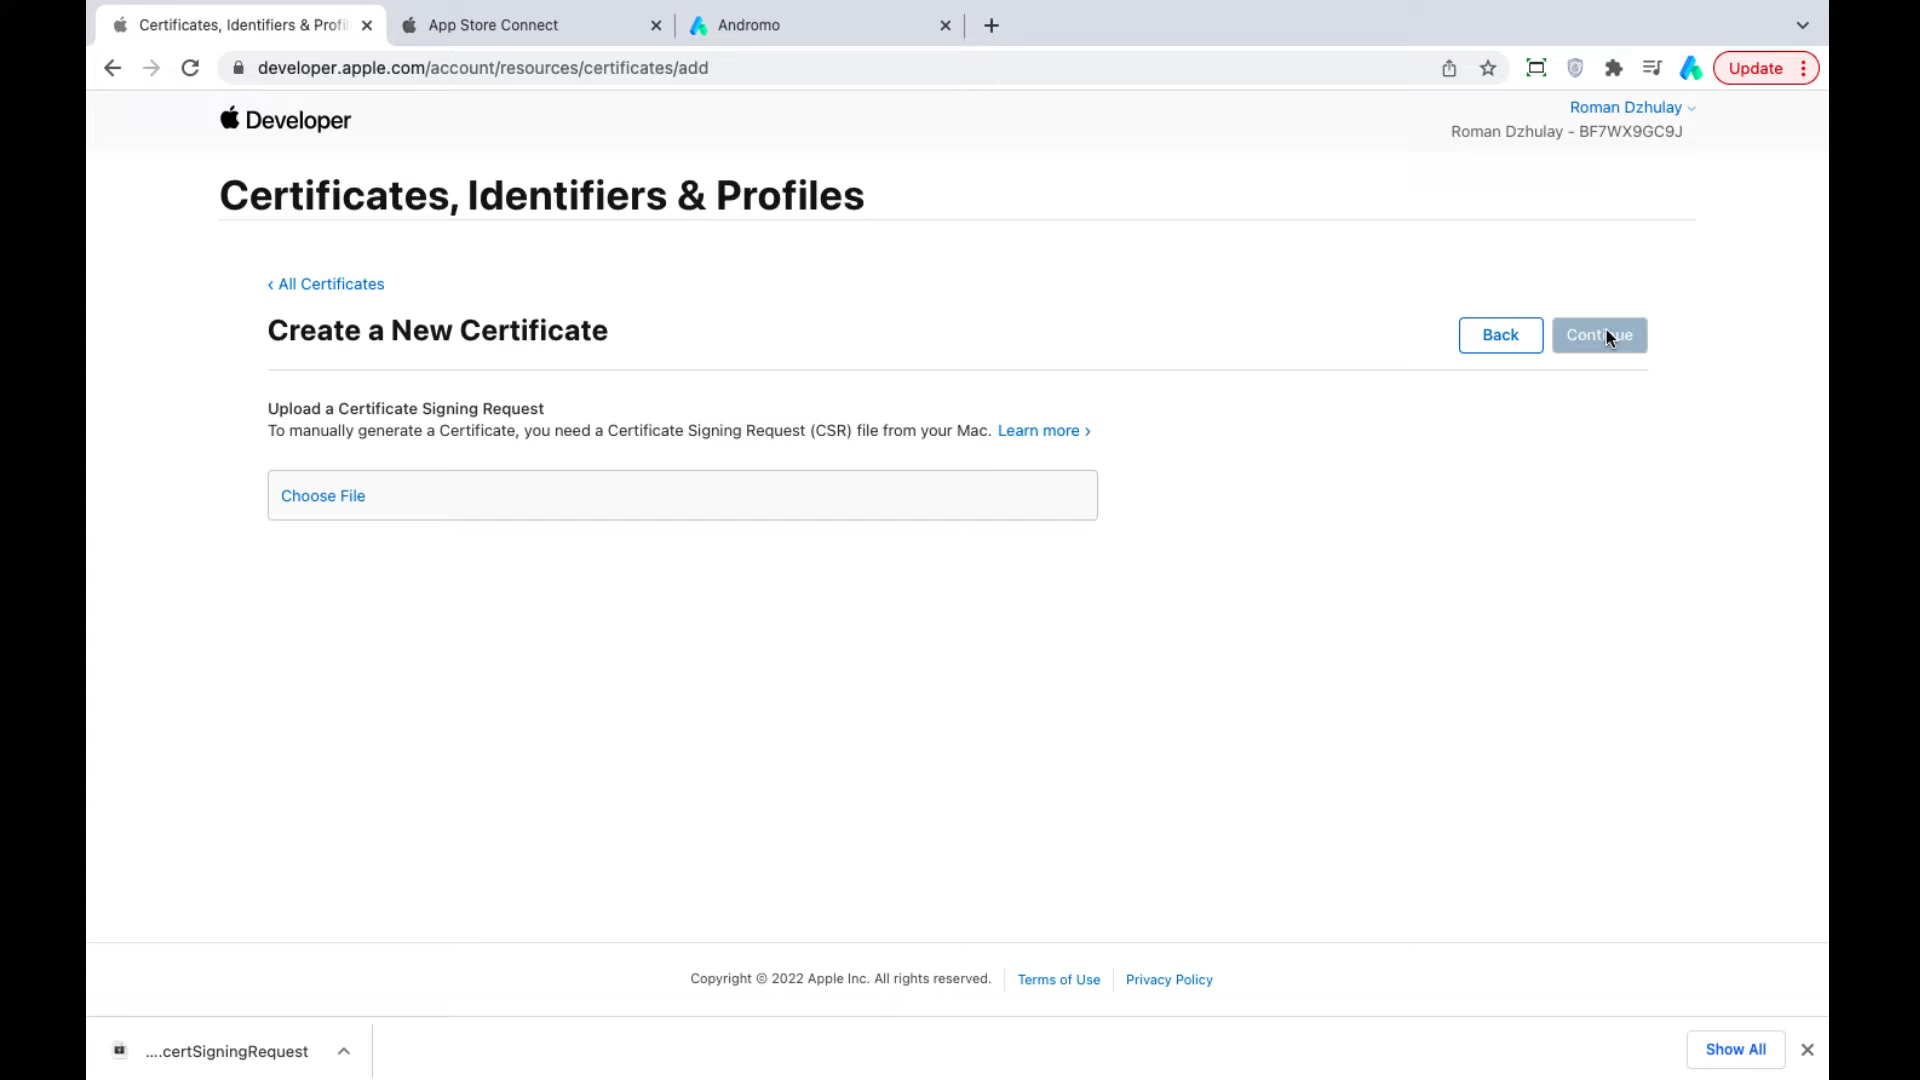 Certificates, Identifiers & Profi
App Store Connect
Andromo
developer.apple.com/account/resources/certificates/add
Update
Developer
Roman Dzhulay
Roman Dzhulay - BF7WX9GC9J
Certificates, Identifiers & Profiles
‹ All Certificates
Create a New Certificate
Back
Continue
Upload a Certificate Signing Request
To manually generate a Certificate, you need a Certificate Signing Request (CSR) file from your Mac. Learn more ›
Choose File
Copyright © 2022 Apple Inc. All rights reserved. Terms of Use Privacy Policy
....certSigningRequest
Show All